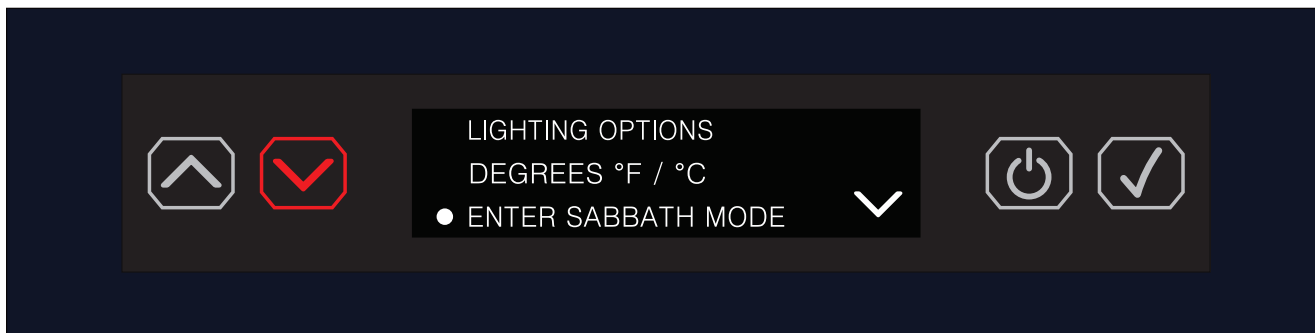 LIGHTING OPTIONS
DEGREES °F / °C
ENTER SABBATH MODE